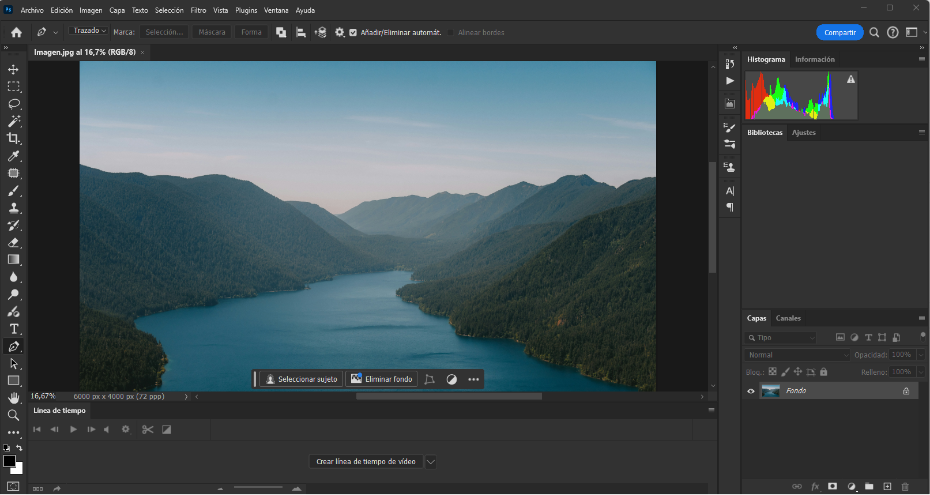 Ps Archivo Edición Imagen Capa Texto Selección Filtro Vista Plugins Ventana Ayuda
Trazado Marca: Selección... Máscara Forma Añadir/Eliminar automát. Alinear bordes Compartir
Imagen.jpg al 16,7% (RGB/8) ×
Histograma Información
Bibliotecas Ajustes
Seleccionar sujeto Eliminar fondo
16,67% 6000 px x 4000 px (72 ppp)
Línea de tiempo
Crear línea de tiempo de vídeo
Capas Canales
Tipo
Normal Opacidad: 100%
Bloq.: Relleno: 100%
Fondo
fx